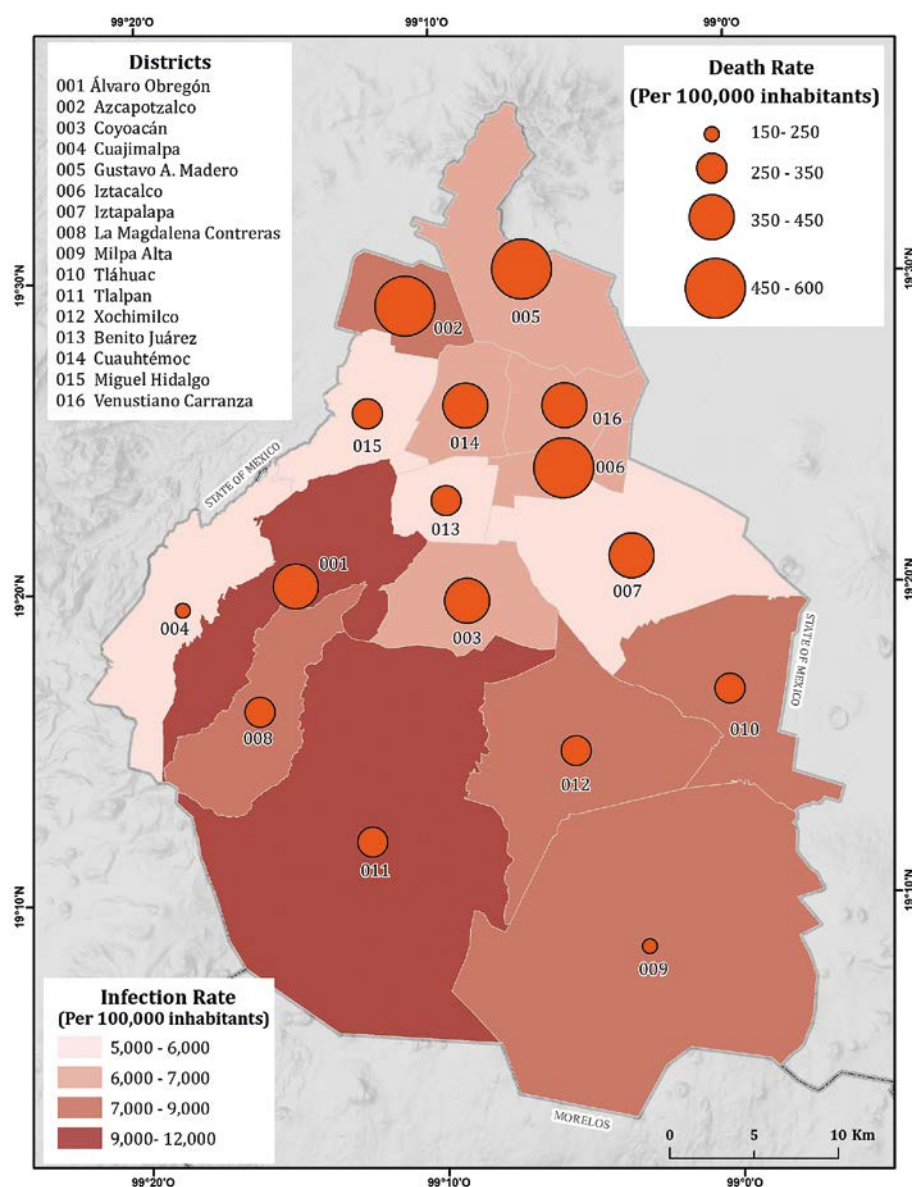 99°20'0
99°10'0
99°0'0
Districts
001 Álvaro Obregón
002 Azcapotzalco
003 Coyoacán
004 Cuajimalpa
005 Gustavo A. Madero
006 Iztacalco
007 Iztapalapa
008 La Magdalena Contreras
009 Milpa Alta
010 Tláhuac
011 Tlalpan
012 Xochimilco
013 Benito Juárez
014 Cuauhtémoc
015 Miguel Hidalgo
016 Venustiano Carranza
Death Rate
(Per 100,000 inhabitants)
150- 250
250 - 350
350 - 450
450 - 600
19°30'N
19°30'N
005
002
016
014
015
006
STATE OF MEXICO
013
007
001
19°20'N
19°20'N
004
003
STATE OF MEXICO
010
008
012
011
19°10'N
19°10'N
009
Infection Rate
(Per 100,000 inhabitants)
5,000 - 6,000
6,000 - 7,000
7,000 - 9,000
9,000- 12,000
MORELOS
0 5 10 Km
99°20'0
99°10'0
99°0'0